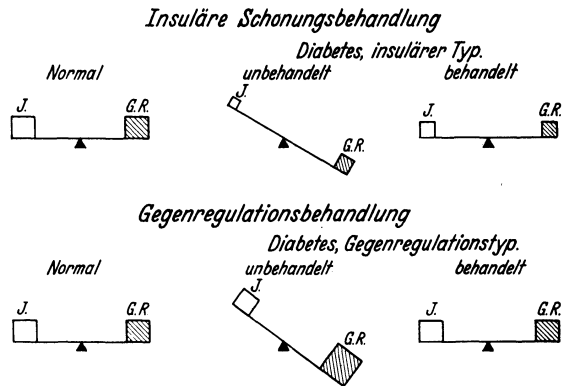 Insuläre Schonungsbehandlung
Diabetes, insulärer Typ.
Normal unbehandelt behandelt
J. G.R. J. G.R. J. G.R.
Gegenregulationsbehandlung
Diabetes, Gegenregulationstyp.
Normal unbehandelt behandelt
J. G.R. J. G.R. J. G.R.